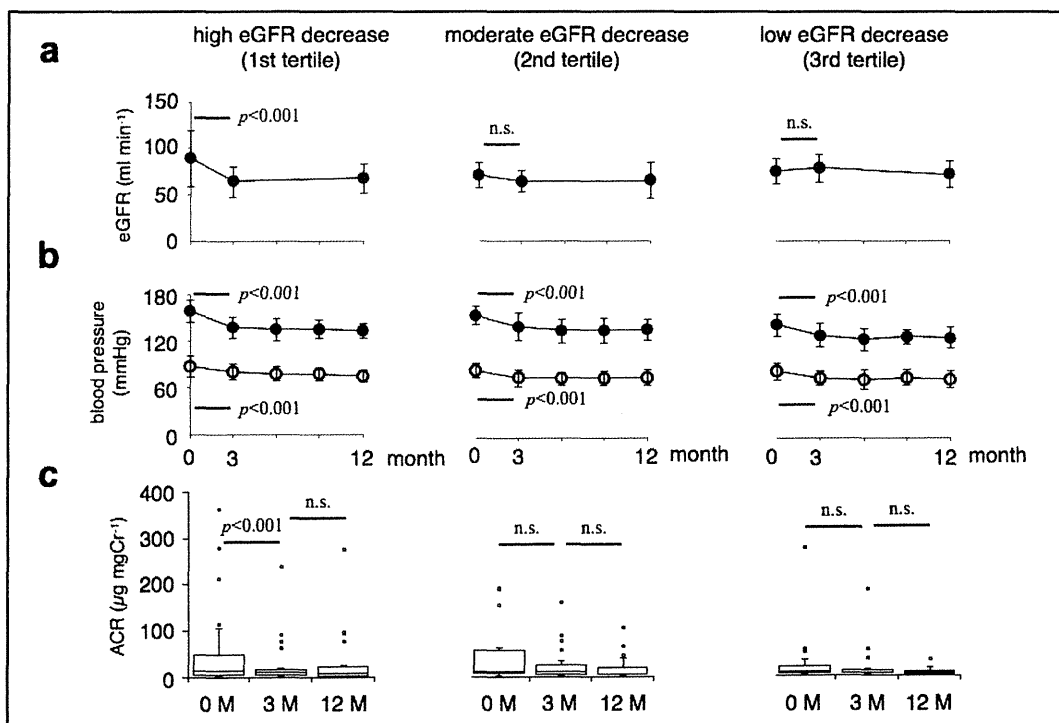 high eGFR decrease
(1st tertile)
moderate eGFR decrease
(2nd tertile)
low eGFR decrease
(3rd tertile)
a
eGFR (ml min⁻¹)
150
100
50
0
p<0.001
n.s.
n.s.
b
blood pressure
(mmHg)
180
120
60
0
p<0.001
p<0.001
p<0.001
p<0.001
p<0.001
p<0.001
0 3 12 month
0 3 12 month
0 3 12 month
c
ACR (µg mgCr⁻¹)
400
300
200
100
0
p<0.001
n.s.
n.s.
n.s.
n.s.
n.s.
0 M 3 M 12 M
0 M 3 M 12 M
0 M 3 M 12 M